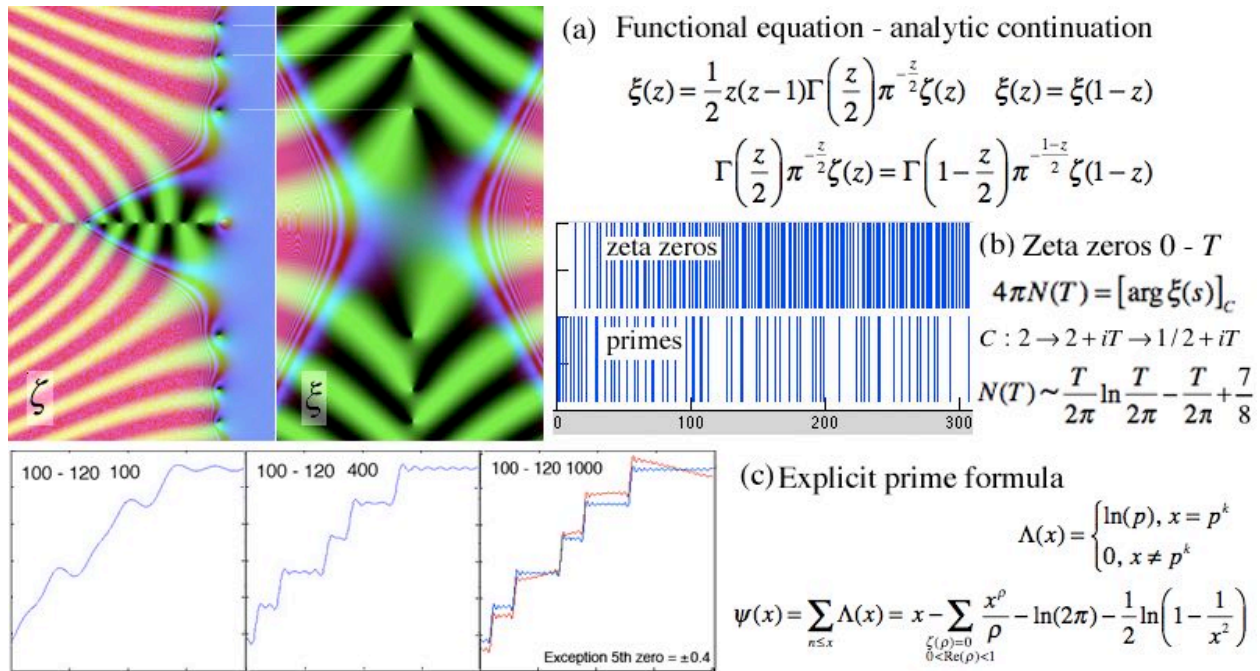 (a) Functional equation - analytic continuation
ξ(z) = 1/2 z(z−1)Γ(z/2)π^(−z/2) ζ(z)   ξ(z) = ξ(1−z)
Γ(z/2)π^(−z/2) ζ(z) = Γ(1−z/2)π^(−(1−z)/2) ζ(1−z)
ζ
ξ
zeta zeros
primes
0 100 200 300
(b) Zeta zeros 0 - T
4πN(T) = [arg ξ(s)]_C
C : 2 → 2 + iT → 1/2 + iT
N(T) ~ T/2π ln T/2π − T/2π + 7/8
100 - 120 100
100 - 120 400
100 - 120 1000
Exception 5th zero = ±0.4
(c) Explicit prime formula
Λ(x) = { ln(p), x = p^k
0, x ≠ p^k
ψ(x) = ∑_{n≤x} Λ(x) = x − ∑_{ζ(ρ)=0, 0<Re(ρ)<1} x^ρ/ρ − ln(2π) − 1/2 ln(1 − 1/x²)